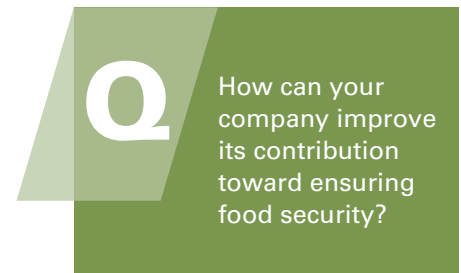 Q
How can your
company improve
its contribution
toward ensuring
food security?